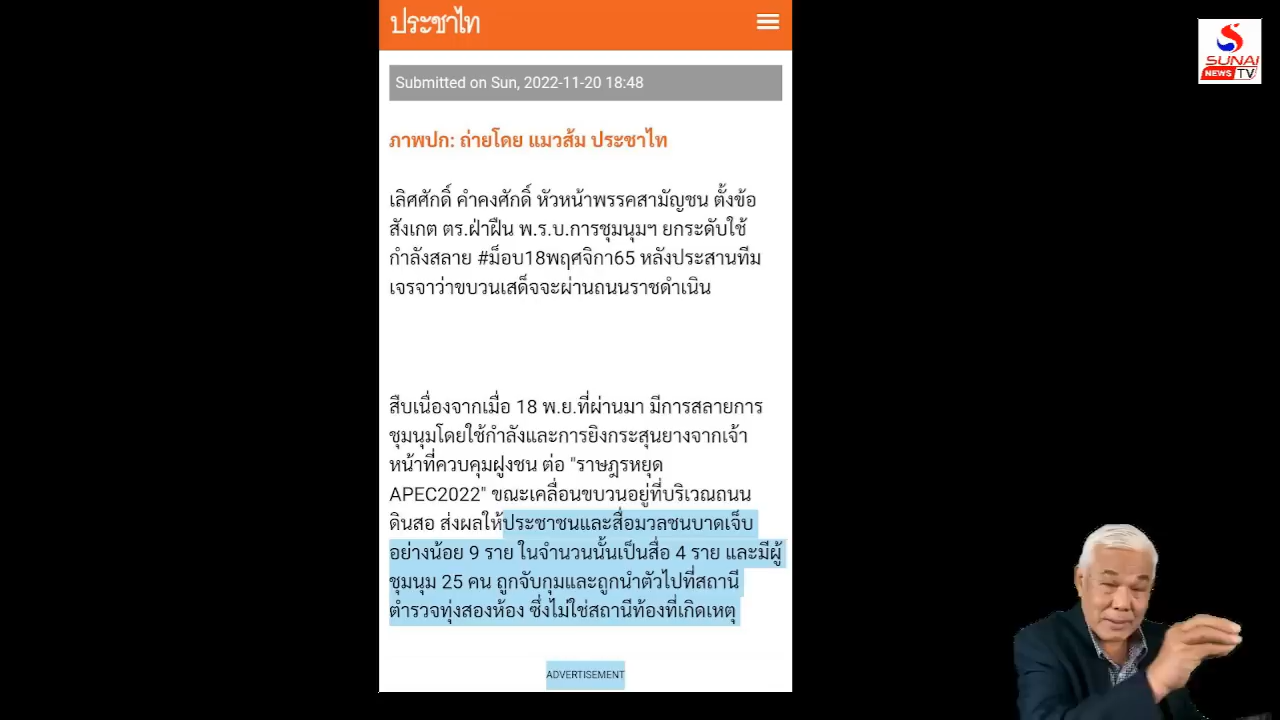 ประชาไท
SUNAI
NEWS TV
Submitted on Sun, 2022-11-20 18:48
ภาพปก: ถ่ายโดย แมวส้ม ประชาไท
เลิศศักดิ์ คำคงศักดิ์ หัวหน้าพรรคสามัญชน ตั้งข้อ
สังเกต ตร.ฝ่าฝืน พ.ร.บ.การชุมนุมฯ ยกระดับใช้
กำลังสลาย #ม็อบ18พฤศจิกา65 หลังประสานทีม
เจรจาว่าขบวนเสด็จจะผ่านถนนราชดำเนิน
สืบเนื่องจากเมื่อ 18 พ.ย.ที่ผ่านมา มีการสลายการ
ชุมนุมโดยใช้กำลังและการยิงกระสุนยางจากเจ้า
หน้าที่ควบคุมฝูงชน ต่อ "ราษฎรหยุด
APEC2022" ขณะเคลื่อนขบวนอยู่ที่บริเวณถนน
ดินสอ ส่งผลให้ประชาชนและสื่อมวลชนบาดเจ็บ
อย่างน้อย 9 ราย ในจำนวนนั้นเป็นสื่อ 4 ราย และมีผู้
ชุมนุม 25 คน ถูกจับกุมและถูกนำตัวไปที่สถานี
ตำรวจทุ่งสองห้อง ซึ่งไม่ใช่สถานีท้องที่เกิดเหตุ
ADVERTISEMENT